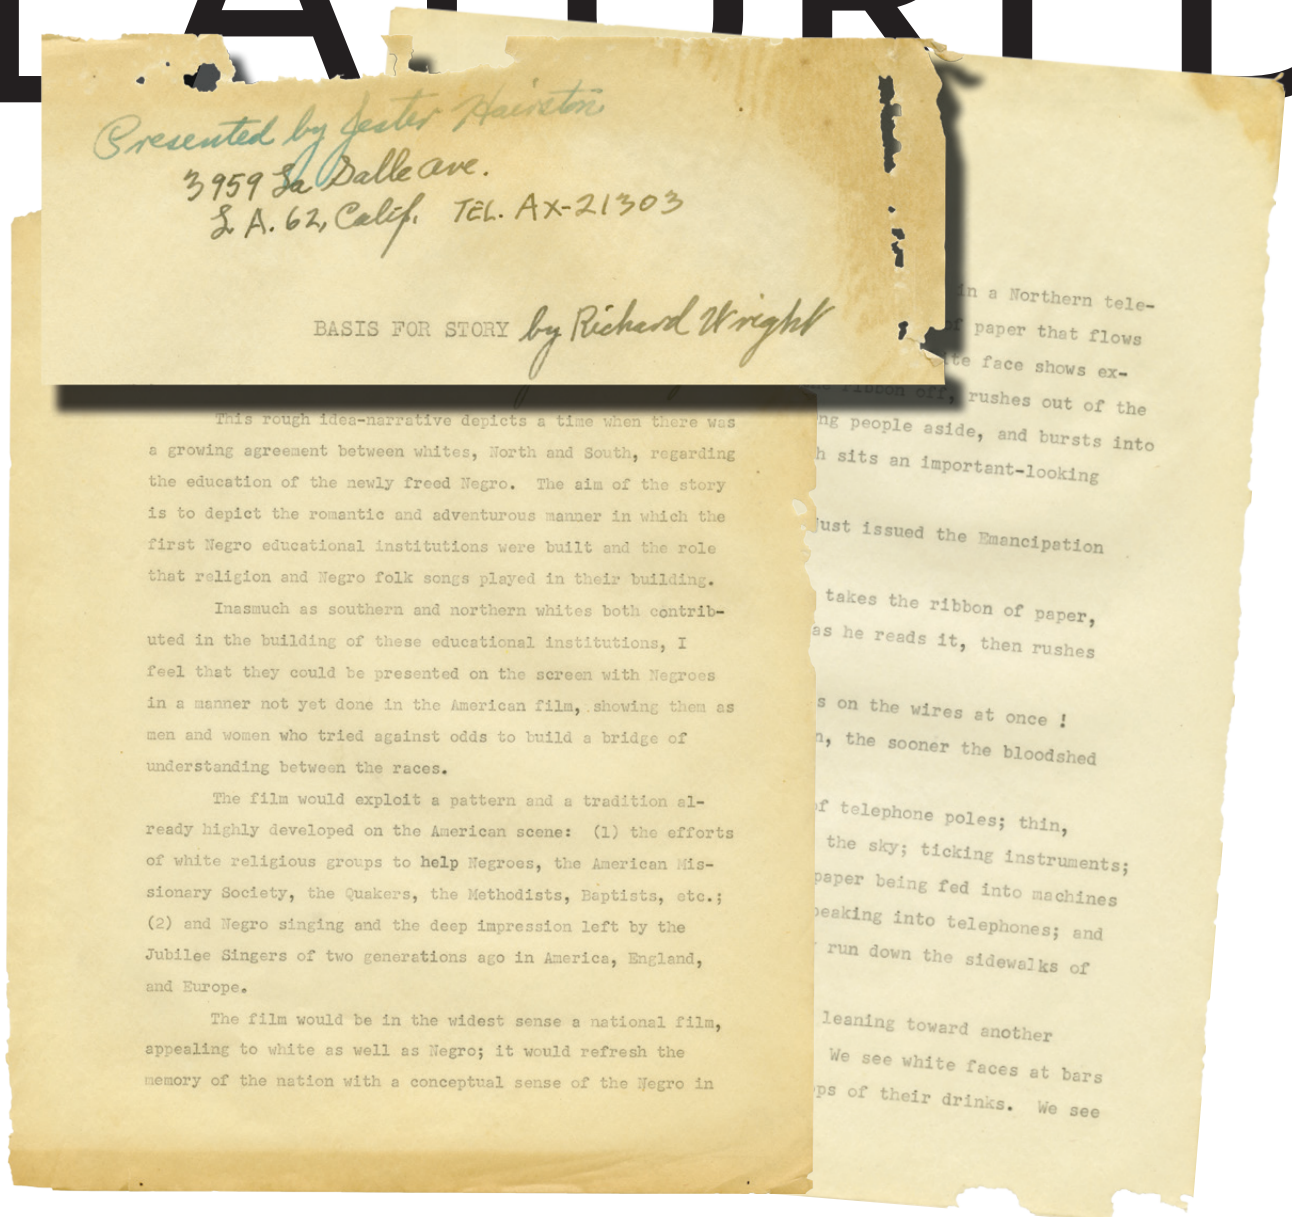 Presented by Jester Hairston
3959 La Salle ave.
L A. 62, Calif. TEL. AX-21303
BASIS FOR STORY by Richard Wright
This rough idea-narrative depicts a time when there was
a growing agreement between whites, North and South, regarding
the education of the newly freed Negro. The aim of the story
is to depict the romantic and adventurous manner in which the
first Negro educational institutions were built and the role
that religion and Negro folk songs played in their building.
Inasmuch as southern and northern whites both contrib-
uted in the building of these educational institutions, I
feel that they could be presented on the screen with Negroes
in a manner not yet done in the American film, showing them as
men and women who tried against odds to build a bridge of
understanding between the races.
The film would exploit a pattern and a tradition al-
ready highly developed on the American scene: (1) the efforts
of white religious groups to help Negroes, the American Mis-
sionary Society, the Quakers, the Methodists, Baptists, etc.;
(2) and Negro singing and the deep impression left by the
Jubilee Singers of two generations ago in America, England,
and Europe.
The film would be in the widest sense a national film,
appealing to white as well as Negro; it would refresh the
memory of the nation with a conceptual sense of the Negro in
in a Northern tele-
of paper that flows
face shows ex-
ribbon off, rushes out of the
people aside, and bursts into
sits an important-looking
just issued the Emancipation
takes the ribbon of paper,
as he reads it, then rushes
on the wires at once !
the sooner the bloodshed
of telephone poles; thin,
the sky; ticking instruments;
paper being fed into machines
speaking into telephones; and
run down the sidewalks of
leaning toward another
We see white faces at bars
of their drinks. We see